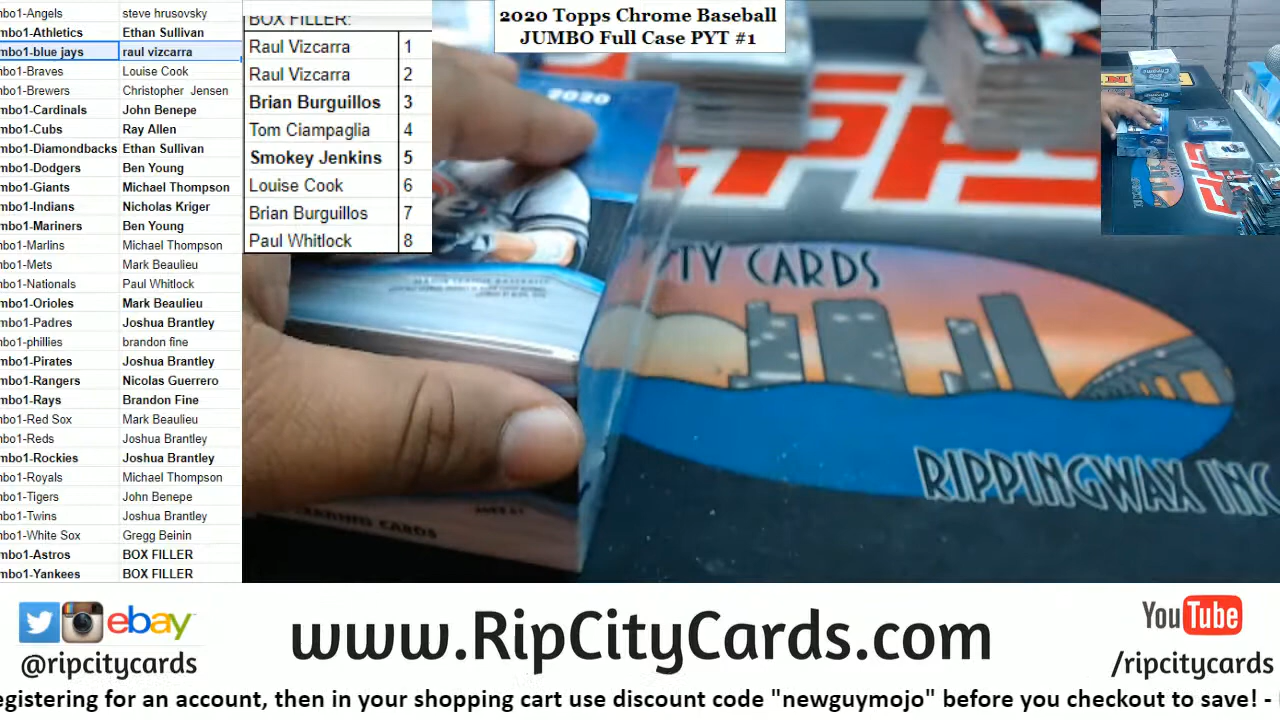 mbo1-Angels steve hrusovsky
mbo1-Athletics Ethan Sullivan
mbo1-blue jays raul vizcarra
mbo1-Braves Louise Cook
mbo1-Brewers Christopher Jensen
mbo1-Cardinals John Benepe
mbo1-Cubs Ray Allen
mbo1-Diamondbacks Ethan Sullivan
mbo1-Dodgers Ben Young
mbo1-Giants Michael Thompson
mbo1-Indians Nicholas Kriger
mbo1-Mariners Ben Young
mbo1-Marlins Michael Thompson
mbo1-Mets Mark Beaulieu
mbo1-Nationals Paul Whitlock
mbo1-Orioles Mark Beaulieu
mbo1-Padres Joshua Brantley
mbo1-phillies brandon fine
mbo1-Pirates Joshua Brantley
mbo1-Rangers Nicolas Guerrero
mbo1-Rays Brandon Fine
mbo1-Red Sox Mark Beaulieu
mbo1-Reds Joshua Brantley
mbo1-Rockies Joshua Brantley
mbo1-Royals Michael Thompson
mbo1-Tigers John Benepe
mbo1-Twins Joshua Brantley
mbo1-White Sox Gregg Beinin
mbo1-Astros BOX FILLER
mbo1-Yankees BOX FILLER
BOX FILLER:
Raul Vizcarra 1
Raul Vizcarra 2
Brian Burguillos 3
Tom Ciampaglia 4
Smokey Jenkins 5
Louise Cook 6
Brian Burguillos 7
Paul Whitlock 8
2020 Topps Chrome Baseball
JUMBO Full Case PYT #1
2020
TY CARDS
RIPPINGWAX INC
CARDS
ebay
@ripcitycards
www.RipCityCards.com
YouTube
/ripcitycards
egistering for an account, then in your shopping cart use discount code "newguymojo" before you checkout to save! -